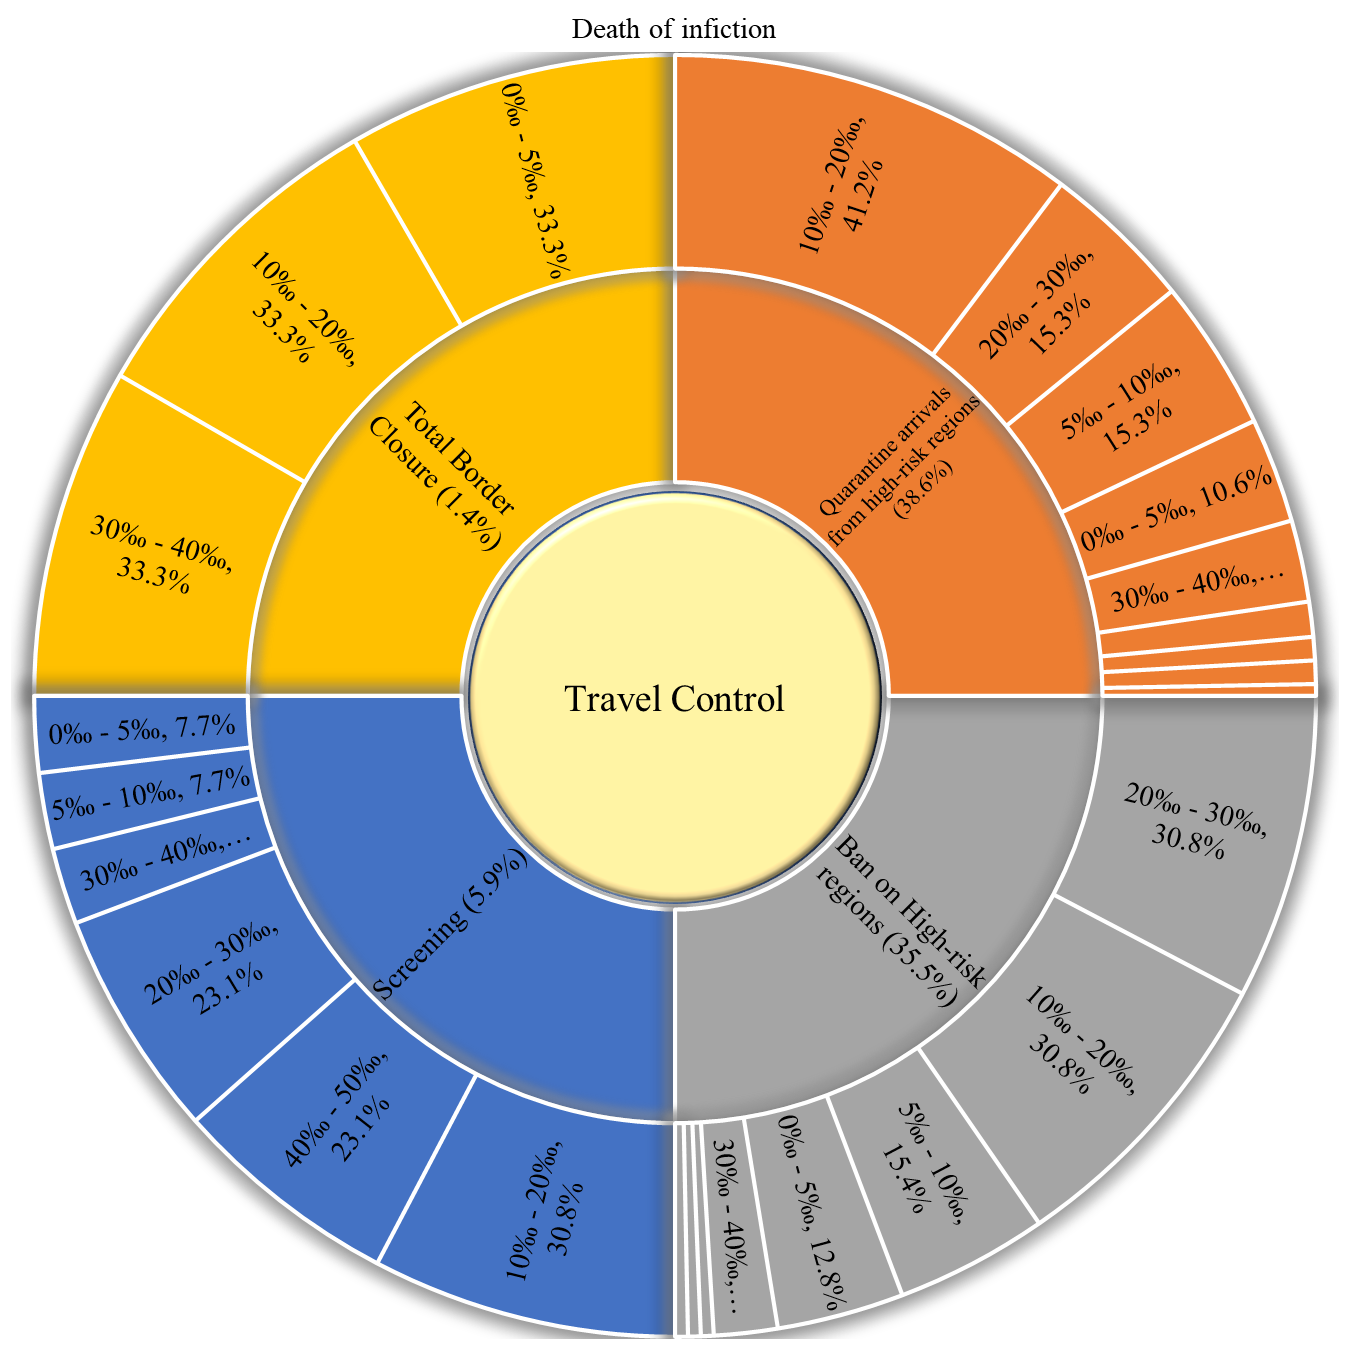 Death of infiction
10‰ - 20‰,
41.2%
20‰ - 30‰,
15.3%
5‰ - 10‰,
15.3%
0‰ - 5‰, 10.6%
30‰ - 40‰,…
Quarantine arrivals
from high-risk regions
(38.6%)
20‰ - 30‰,
30.8%
10‰ - 20‰,
30.8%
5‰ - 10‰,
15.4%
0‰ - 5‰, 12.8%
30‰ - 40‰,…
Ban on High-risk
regions (35.5%)
10‰ - 20‰,
30.8%
40‰ - 50‰,
23.1%
20‰ - 30‰,
23.1%
30‰ - 40‰,…
5‰ - 10‰, 7.7%
0‰ - 5‰, 7.7%
Screening (5.9%)
30‰ - 40‰,
33.3%
10‰ - 20‰,
33.3%
0‰ - 5‰, 33.3%
Total Border
Closure (1.4%)
Travel Control